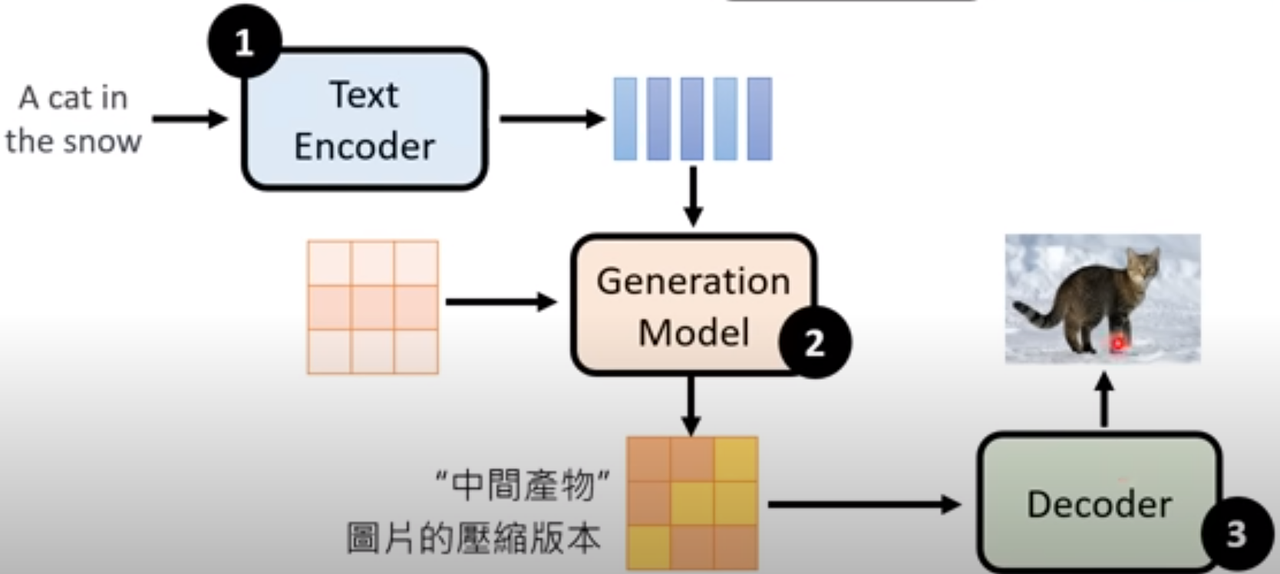 1
A cat in
the snow
Text
Encoder
Generation
Model
2
“中間產物”
圖片的壓縮版本
Decoder
3